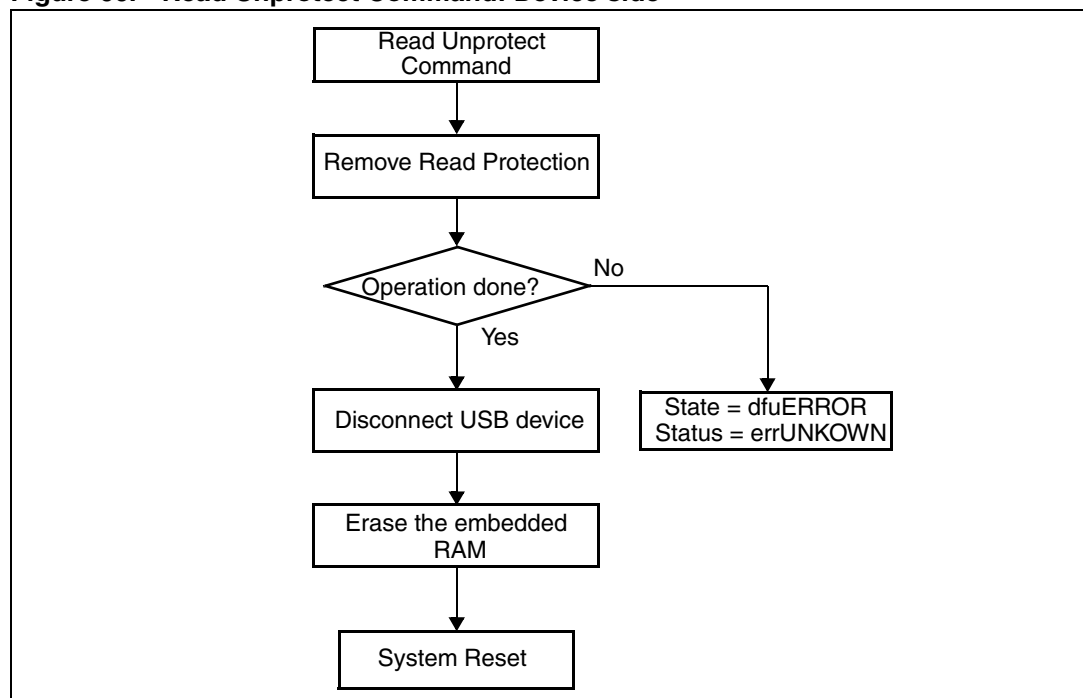 Read Unprotect
Command
Remove Read Protection
Operation done?
No
Yes
Disconnect USB device
State = dfuERROR
Status = errUNKOWN
Erase the embedded
RAM
System Reset